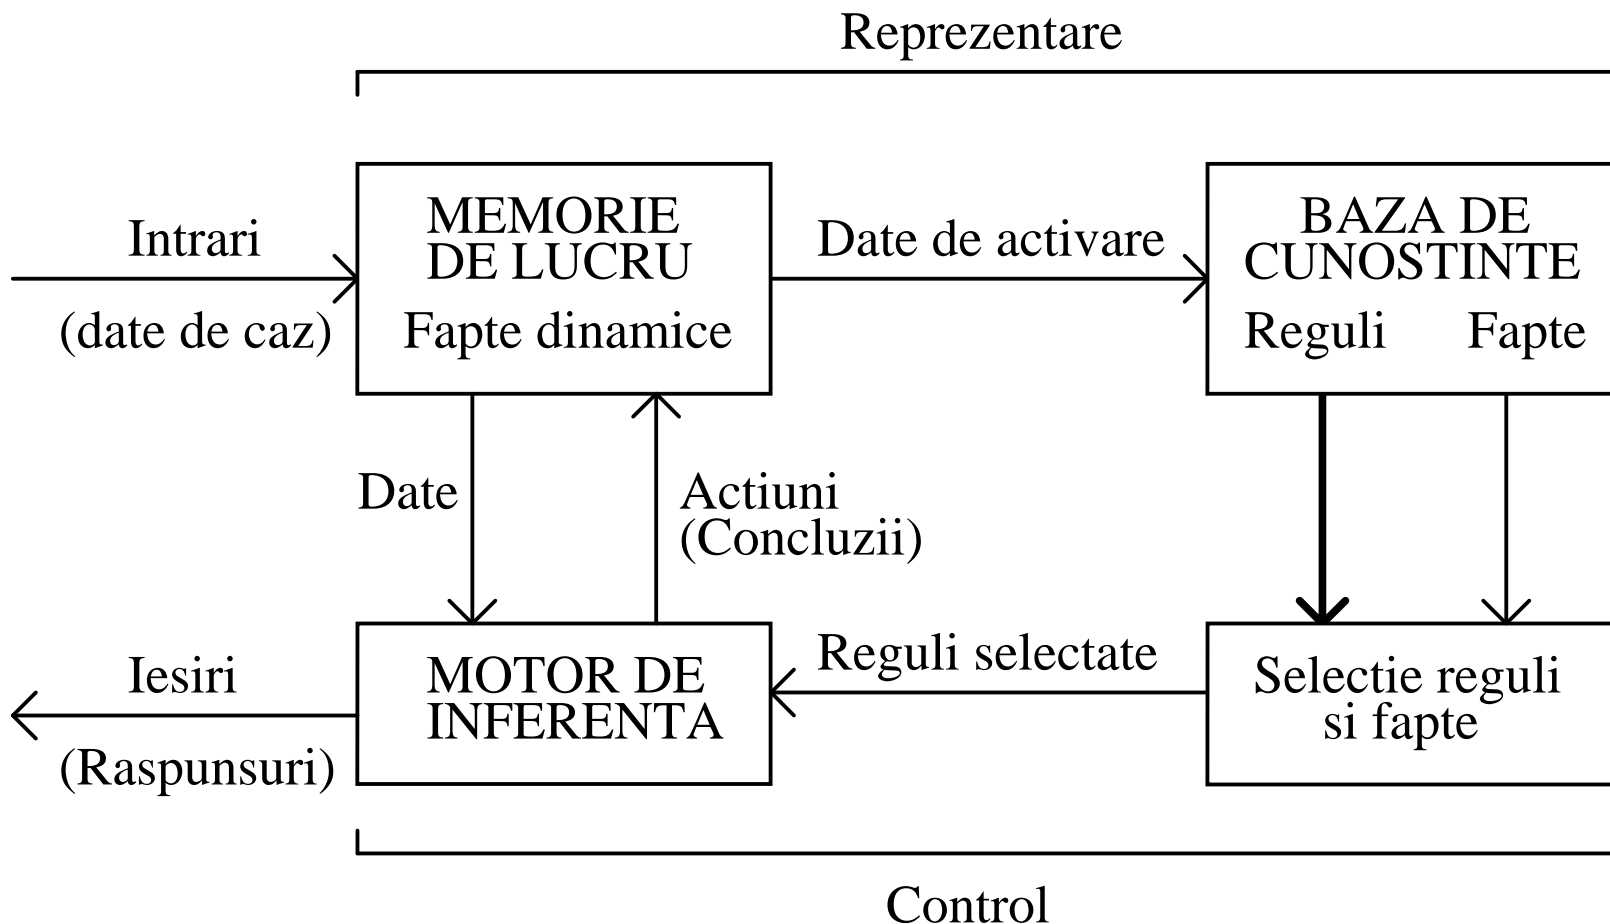 Reprezentare
Intrari
(date de caz)
MEMORIE
DE LUCRU
Fapte dinamice
Date de activare
BAZA DE
CUNOSTINTE
Reguli Fapte
Date
Actiuni
(Concluzii)
Iesiri
(Raspunsuri)
MOTOR DE
INFERENTA
Reguli selectate
Selectie reguli
si fapte
Control